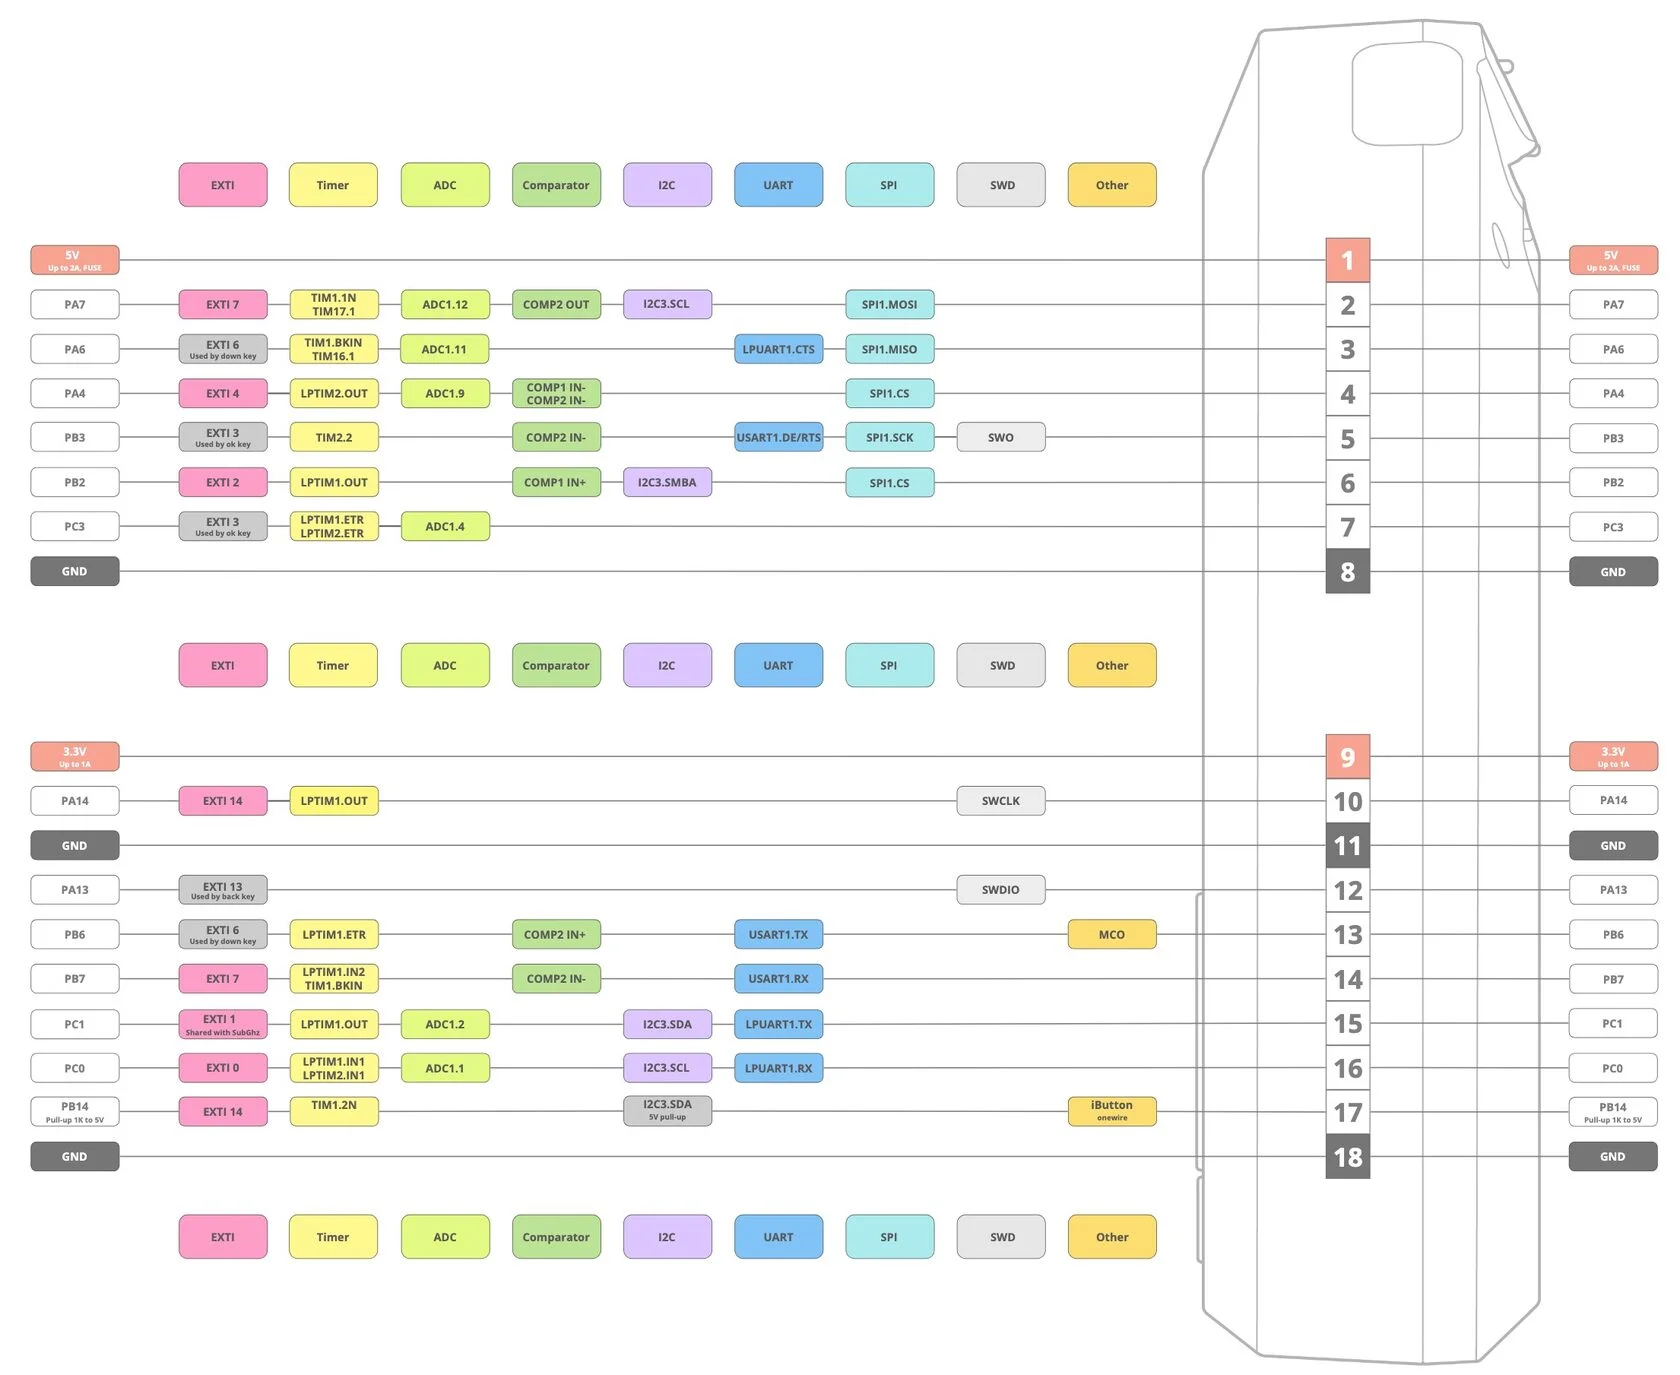 EXTI Timer ADC Comparator I2C UART SPI SWD Other
5V 1 5V
Up to 2A, FUSE Up to 2A, FUSE
PA7 EXTI 7 TIM1.1N ADC1.12 COMP2 OUT I2C3.SCL SPI1.MOSI 2 PA7
TIM17.1
PA6 EXTI 6 TIM1.BKIN ADC1.11 LPUART1.CTS SPI1.MISO 3 PA6
Used by down key TIM16.1
PA4 EXTI 4 LPTIM2.OUT ADC1.9 COMP1 IN- SPI1.CS 4 PA4
COMP2 IN-
PB3 EXTI 3 TIM2.2 COMP2 IN- USART1.DE/RTS SPI1.SCK SWO 5 PB3
Used by ok key
PB2 EXTI 2 LPTIM1.OUT COMP1 IN+ I2C3.SMBA SPI1.CS 6 PB2
PC3 EXTI 3 LPTIM1.ETR ADC1.4 7 PC3
Used by ok key LPTIM2.ETR
GND 8 GND
EXTI Timer ADC Comparator I2C UART SPI SWD Other
3.3V 9 3.3V
Up to 1A Up to 1A
PA14 EXTI 14 LPTIM1.OUT SWCLK 10 PA14
GND 11 GND
PA13 EXTI 13 SWDIO 12 PA13
Used by back key
PB6 EXTI 6 LPTIM1.ETR COMP2 IN+ USART1.TX MCO 13 PB6
Used by down key
PB7 EXTI 7 LPTIM1.IN2 COMP2 IN- USART1.RX 14 PB7
TIM1.BKIN
PC1 EXTI 1 LPTIM1.OUT ADC1.2 I2C3.SDA LPUART1.TX 15 PC1
Shared with SubGhz
PC0 EXTI 0 LPTIM1.IN1 ADC1.1 I2C3.SCL LPUART1.RX 16 PC0
LPTIM2.IN1
PB14 EXTI 14 TIM1.2N I2C3.SDA iButton 17 PB14
Pull-up 1K to 5V 5V pull-up onewire Pull-up 1K to 5V
GND 18 GND
EXTI Timer ADC Comparator I2C UART SPI SWD Other